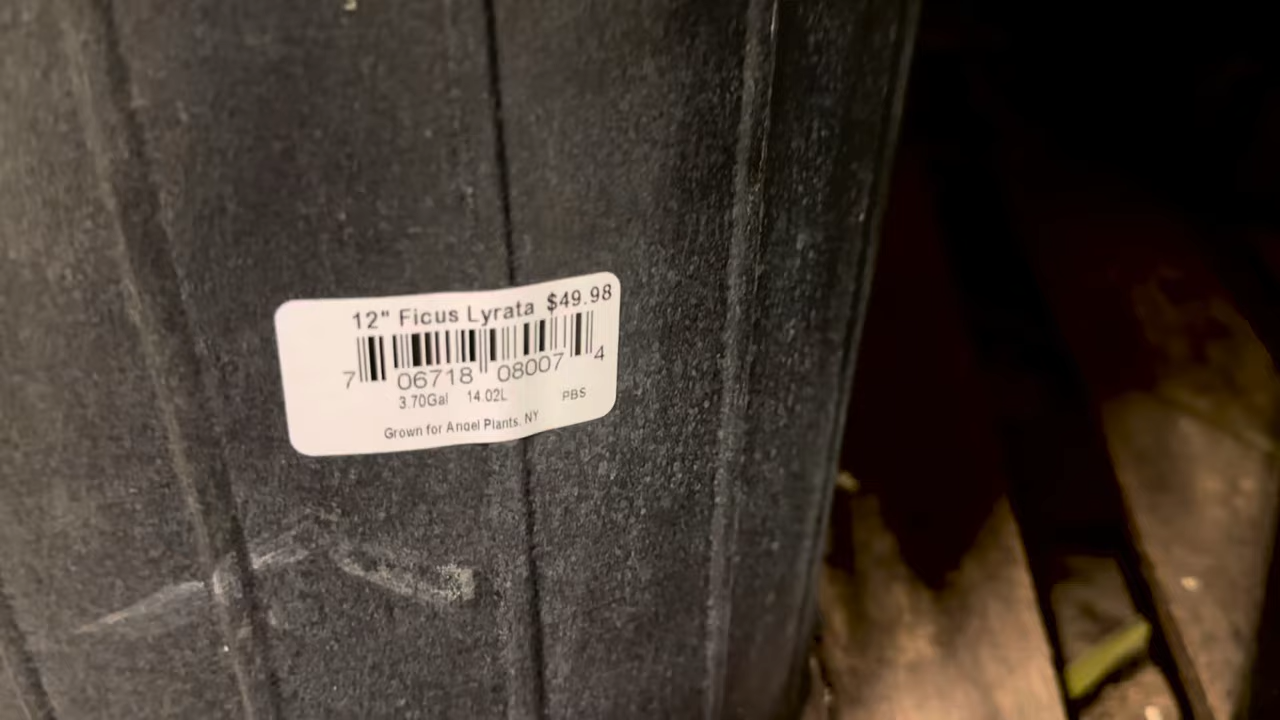 12" Ficus Lyrata $49.98
7 06718 08007 4
3.70Gal 14.02L PBS
Grown for Angel Plants, NY